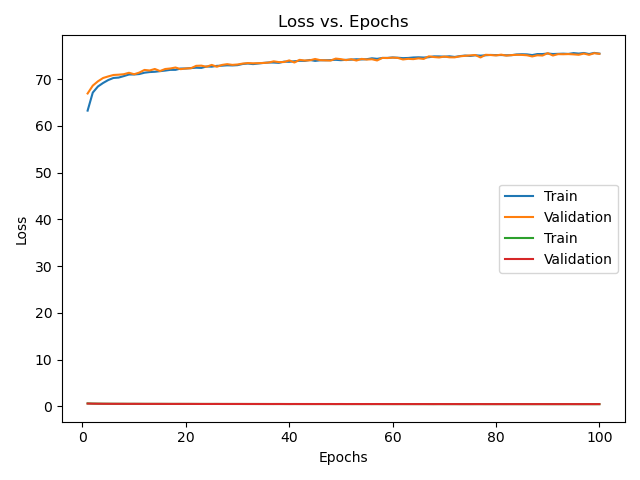 Loss vs. Epochs
Loss
70
60
50
40
30
20
10
0
Train
Validation
Train
Validation
0 20 40 60 80 100
Epochs